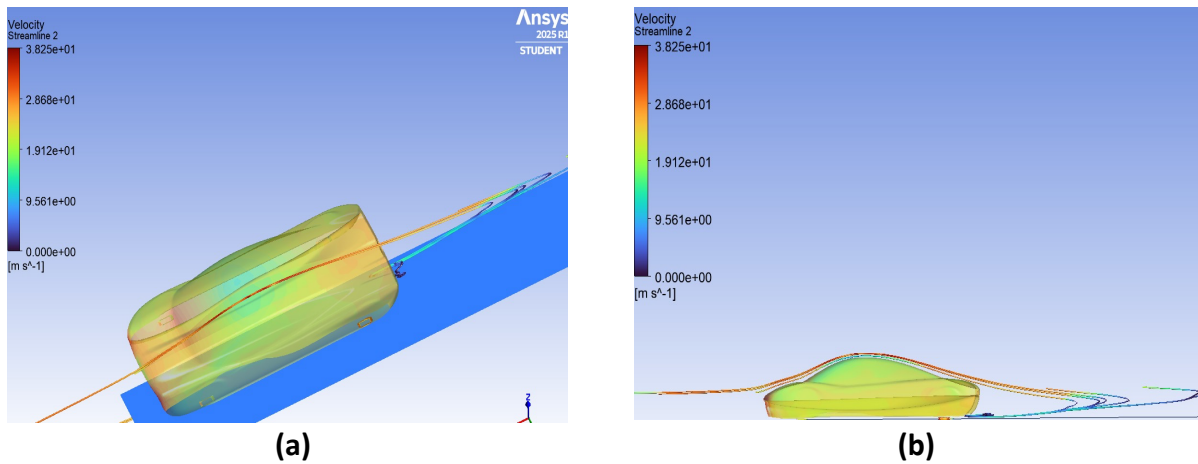 Velocity
Streamline 2
3.825e+01
2.868e+01
1.912e+01
9.561e+00
0.000e+00
[m s^-1]
Ansys
2025 R1
STUDENT
Z
(a)
Velocity
Streamline 2
3.825e+01
2.868e+01
1.912e+01
9.561e+00
0.000e+00
[m s^-1]
(b)